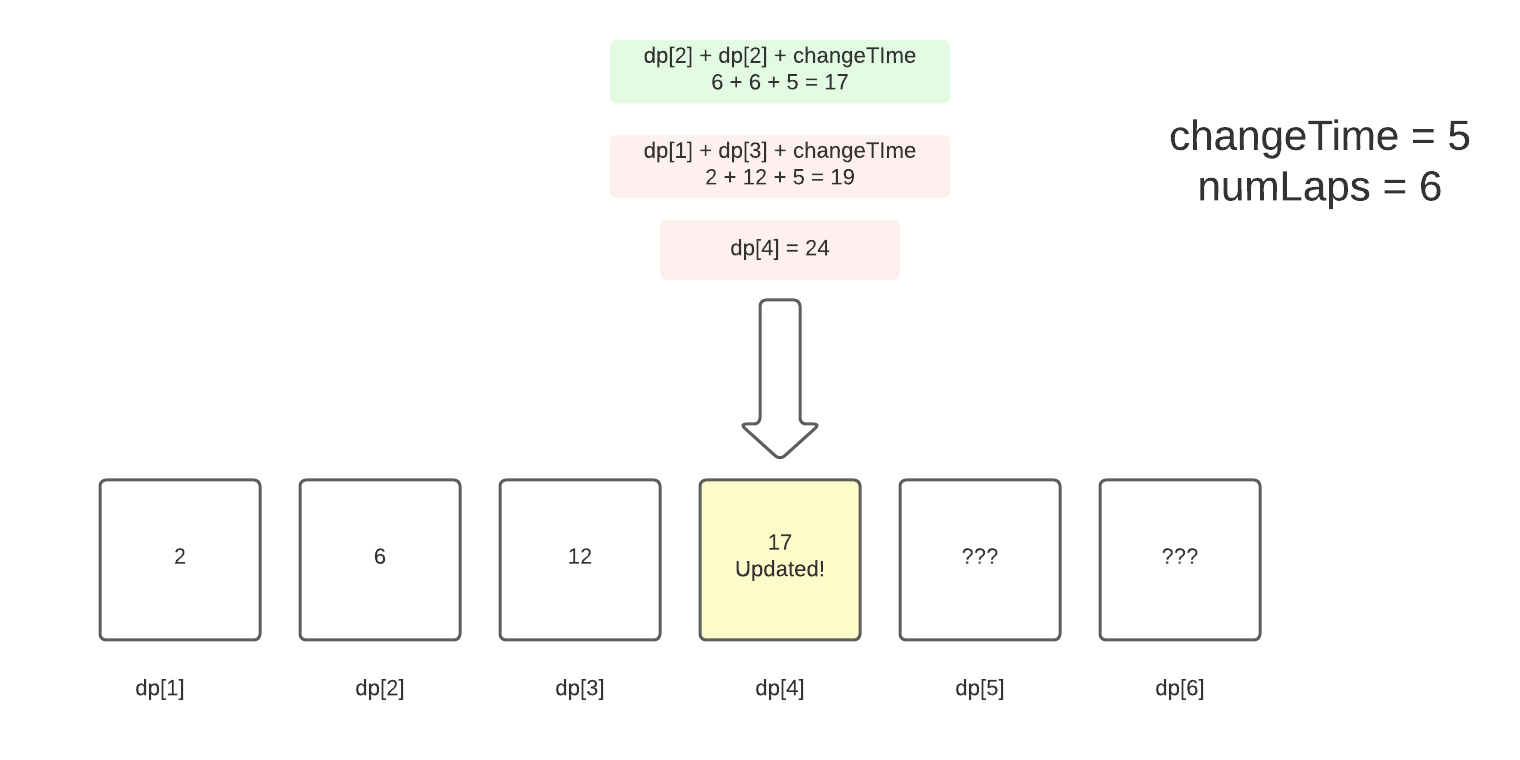 dp[2] + dp[2] + changeTIme
6 + 6 + 5 = 17
dp[1] + dp[3] + changeTIme
2 + 12 + 5 = 19
dp[4] = 24
changeTime = 5
numLaps = 6
2
6
12
17
Updated!
???
???
dp[1]
dp[2]
dp[3]
dp[4]
dp[5]
dp[6]